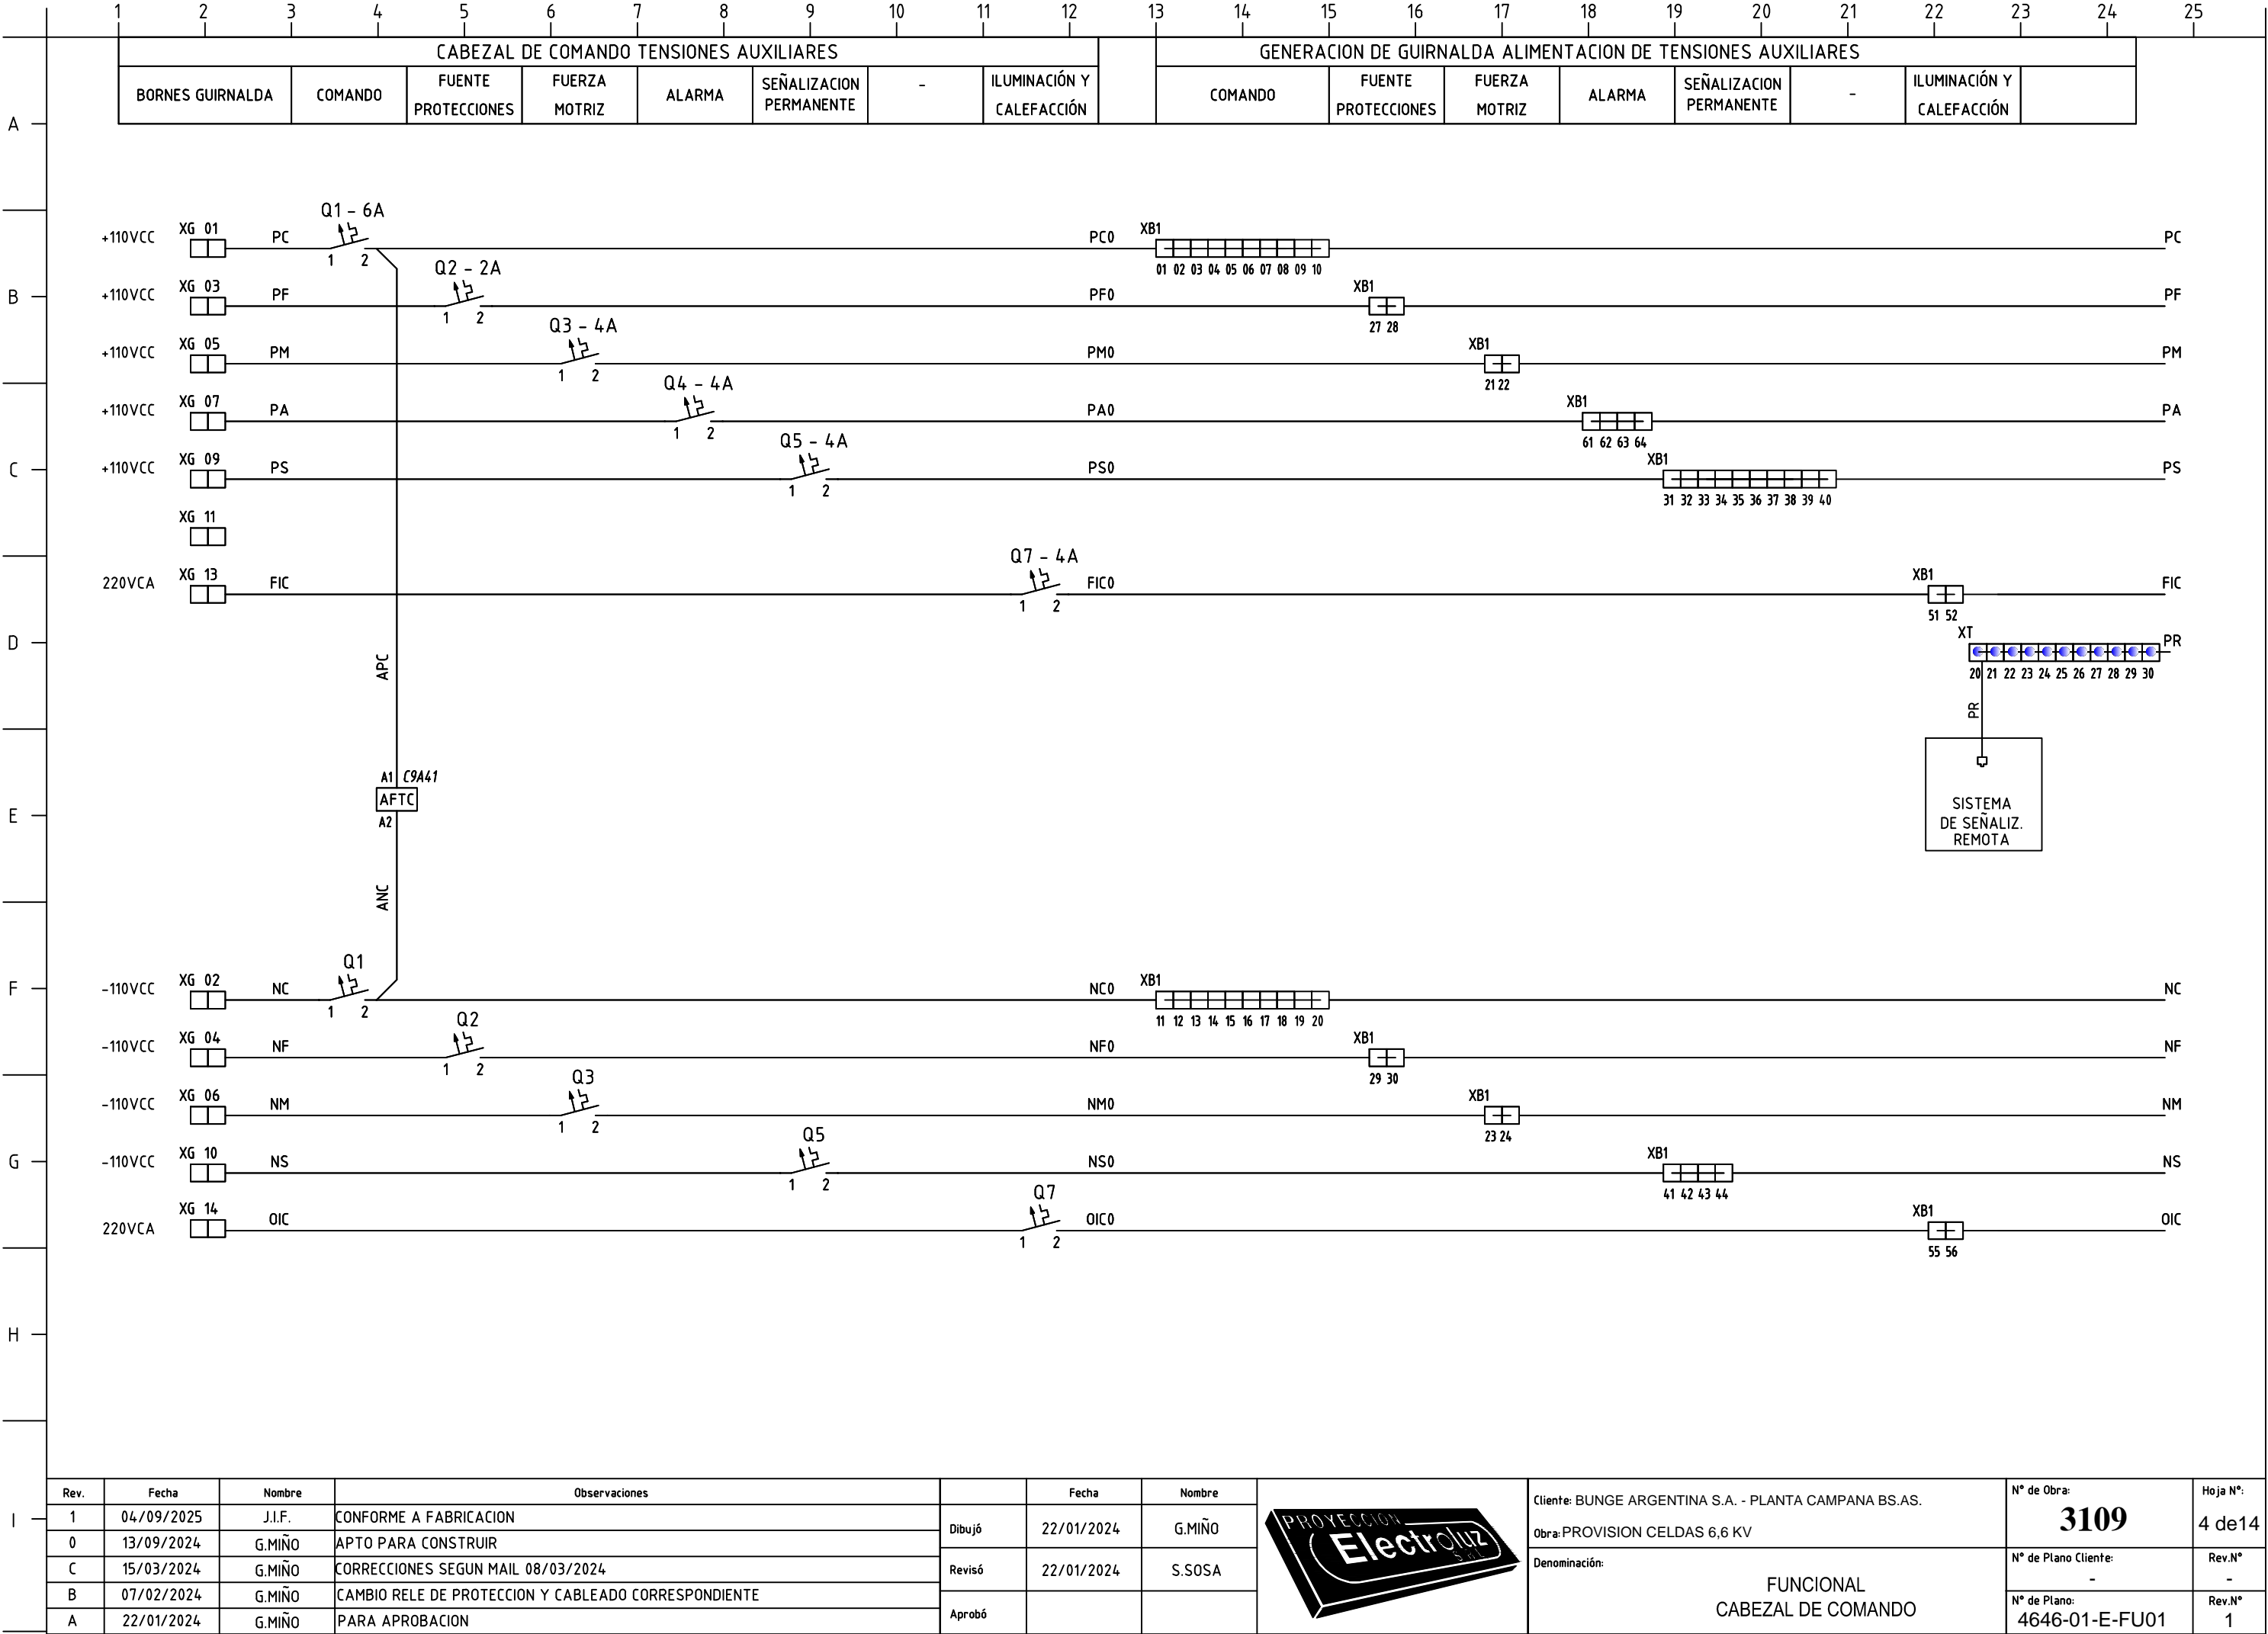 1 2 3 4 5 6 7 8 9 10 11 12 13 14 15 16 17 18 19 20 21 22 23 24 25
CABEZAL DE COMANDO TENSIONES AUXILIARES
BORNES GUIRNALDA
COMANDO
FUENTE
PROTECCIONES
FUERZA
MOTRIZ
ALARMA
SEÑALIZACION
PERMANENTE
-
ILUMINACIÓN Y
CALEFACCIÓN
GENERACION DE GUIRNALDA ALIMENTACION DE TENSIONES AUXILIARES
COMANDO
FUENTE
PROTECCIONES
FUERZA
MOTRIZ
ALARMA
SEÑALIZACION
PERMANENTE
-
ILUMINACIÓN Y
CALEFACCIÓN
A
Q1 - 6A
+110VCC XG 01 PC PC0 XB1 PC
1 2
01 02 03 04 05 06 07 08 09 10
Q2 - 2A
B
+110VCC XG 03 PF PF0 XB1 PF
1 2
27 28
Q3 - 4A
+110VCC XG 05 PM PM0 XB1 PM
1 2
21 22
Q4 - 4A
+110VCC XG 07 PA PA0 XB1 PA
1 2
61 62 63 64
Q5 - 4A
C
+110VCC XG 09 PS PS0 XB1 PS
1 2
31 32 33 34 35 36 37 38 39 40
XG 11
Q7 - 4A
220VCA XG 13 FIC FIC0 XB1 FIC
1 2
51 52
D
XT PR
20 21 22 23 24 25 26 27 28 29 30
APC
PR
A1 C9A41
AFTC
A2
E
SISTEMA
DE SEÑALIZ.
REMOTA
ANC
Q1
F
-110VCC XG 02 NC NC0 XB1 NC
1 2
11 12 13 14 15 16 17 18 19 20
Q2
-110VCC XG 04 NF NF0 XB1 NF
1 2
29 30
Q3
-110VCC XG 06 NM NM0 XB1 NM
1 2
23 24
Q5
G
-110VCC XG 10 NS NS0 XB1 NS
1 2
41 42 43 44
Q7
220VCA XG 14 OIC OIC0 XB1 OIC
1 2
55 56
H
I
Rev. Fecha Nombre Observaciones
1 04/09/2025 J.I.F. CONFORME A FABRICACION
0 13/09/2024 G.MIÑO APTO PARA CONSTRUIR
C 15/03/2024 G.MIÑO CORRECCIONES SEGUN MAIL 08/03/2024
B 07/02/2024 G.MIÑO CAMBIO RELE DE PROTECCION Y CABLEADO CORRESPONDIENTE
A 22/01/2024 G.MIÑO PARA APROBACION
Fecha Nombre
Dibujó 22/01/2024 G.MIÑO
Revisó 22/01/2024 S.SOSA
Aprobó
PROYECCION
Electroluz
S.R.L.
Cliente: BUNGE ARGENTINA S.A. - PLANTA CAMPANA BS.AS.
Obra: PROVISION CELDAS 6,6 KV
Denominación:
FUNCIONAL
CABEZAL DE COMANDO
N° de Obra:
3109
Hoja N°:
4 de14
N° de Plano Cliente:
-
Rev.N°
-
N° de Plano:
4646-01-E-FU01
Rev.N°
1